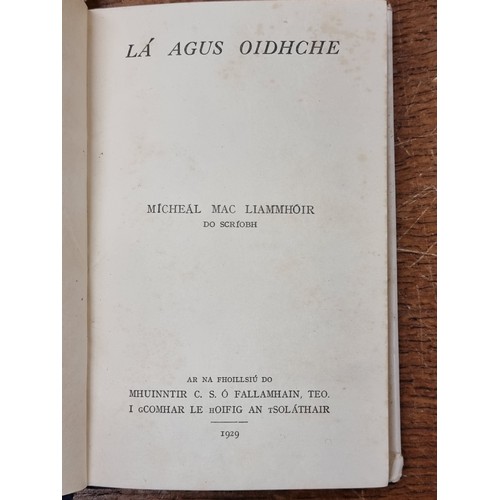 LÁ AGUS OIDHCHE
MÍCHEÁL MAC LIAMMHÓIR
DO SCRÍOBH
AR NA FHOILLSIÚ DO
MHUINNTIR C. S. Ó FALLAMHAIN, TEO.
I gCOMHAR LE hOIFIG AN tSOLÁTHAIR
1929